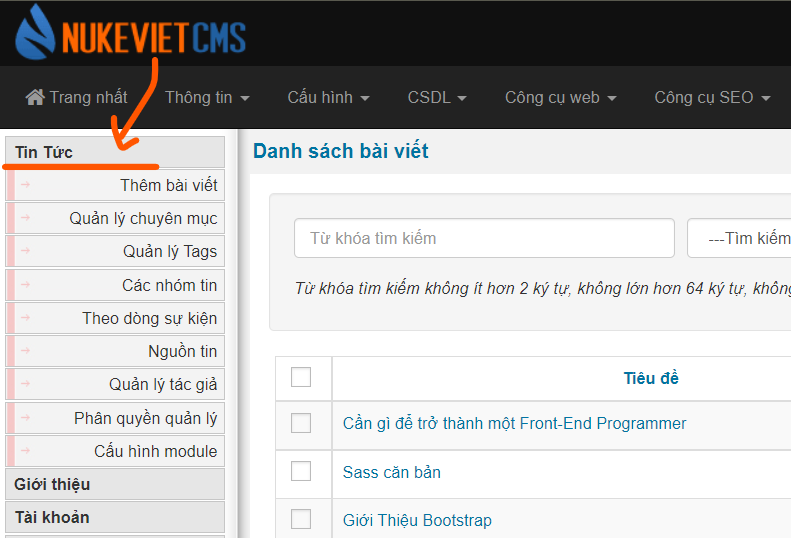 NUKEVIETCMS
Trang nhất Thông tin Cấu hình CSDL Công cụ web Công cụ SEO
Tin Tức
Thêm bài viết
Quản lý chuyên mục
Quản lý Tags
Các nhóm tin
Theo dòng sự kiện
Nguồn tin
Quản lý tác giả
Phân quyền quản lý
Cấu hình module
Giới thiệu
Tài khoản
Danh sách bài viết
Từ khóa tìm kiếm ---Tìm kiếm
Từ khóa tìm kiếm không ít hơn 2 ký tự, không lớn hơn 64 ký tự, không
Tiêu đề
Cần gì để trở thành một Front-End Programmer
Sass căn bản
Giới Thiệu Bootstrap